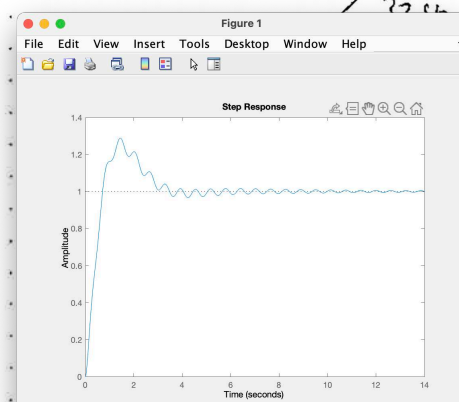 Figure 1
File Edit View Insert Tools Desktop Window Help
Step Response
1.4
1.2
1
0.8
0.6
0.4
0.2
0
Amplitude
0 2 4 6 8 10 12 14
Time (seconds)